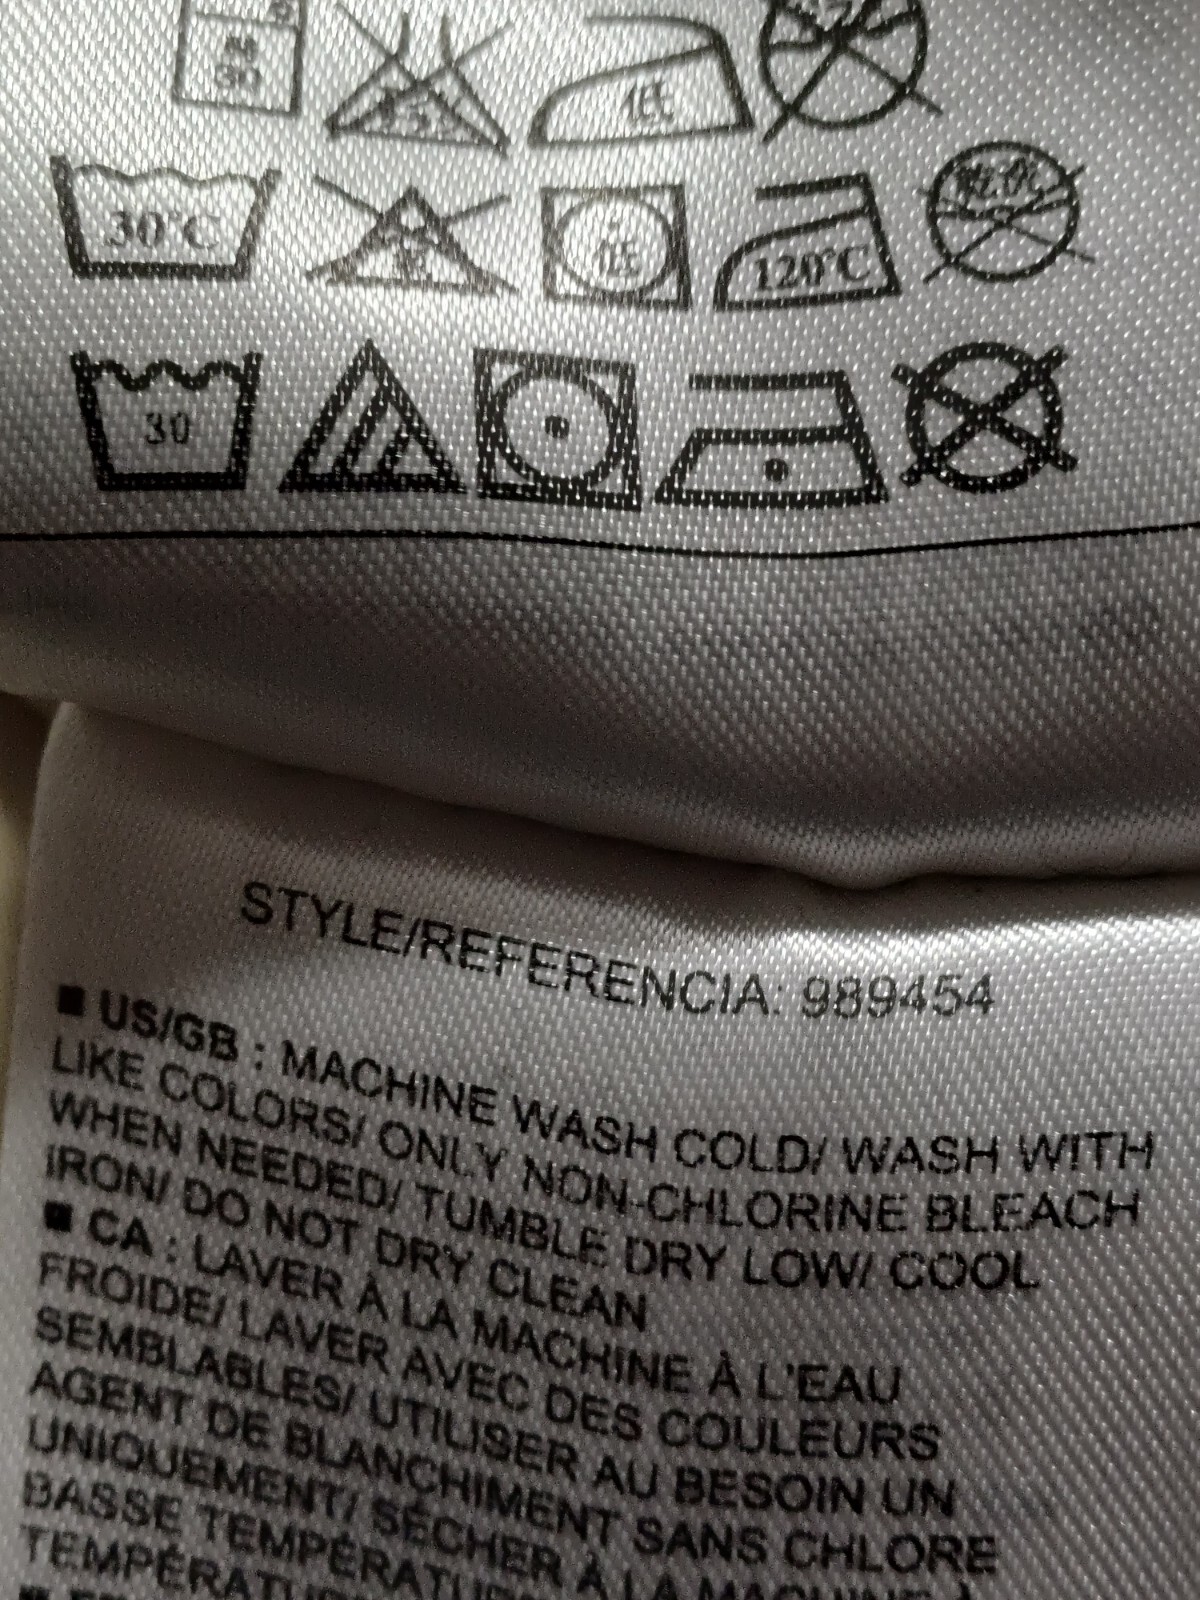 30°C
120°C
30
STYLE/REFERENCIA: 989454
■ US/GB : MACHINE WASH COLD/ WASH WITH
LIKE COLORS/ ONLY NON-CHLORINE BLEACH
WHEN NEEDED/ TUMBLE DRY LOW/ COOL
IRON/ DO NOT DRY CLEAN
■ CA : LAVER À LA MACHINE À L'EAU
FROIDE/ LAVER AVEC DES COULEURS
SEMBLABLES/ UTILISER AU BESOIN UN
AGENT DE BLANCHIMENT SANS CHLORE
UNIQUEMENT/ SÉCHER À LA MACHINE À
BASSE TEMPÉRATURE